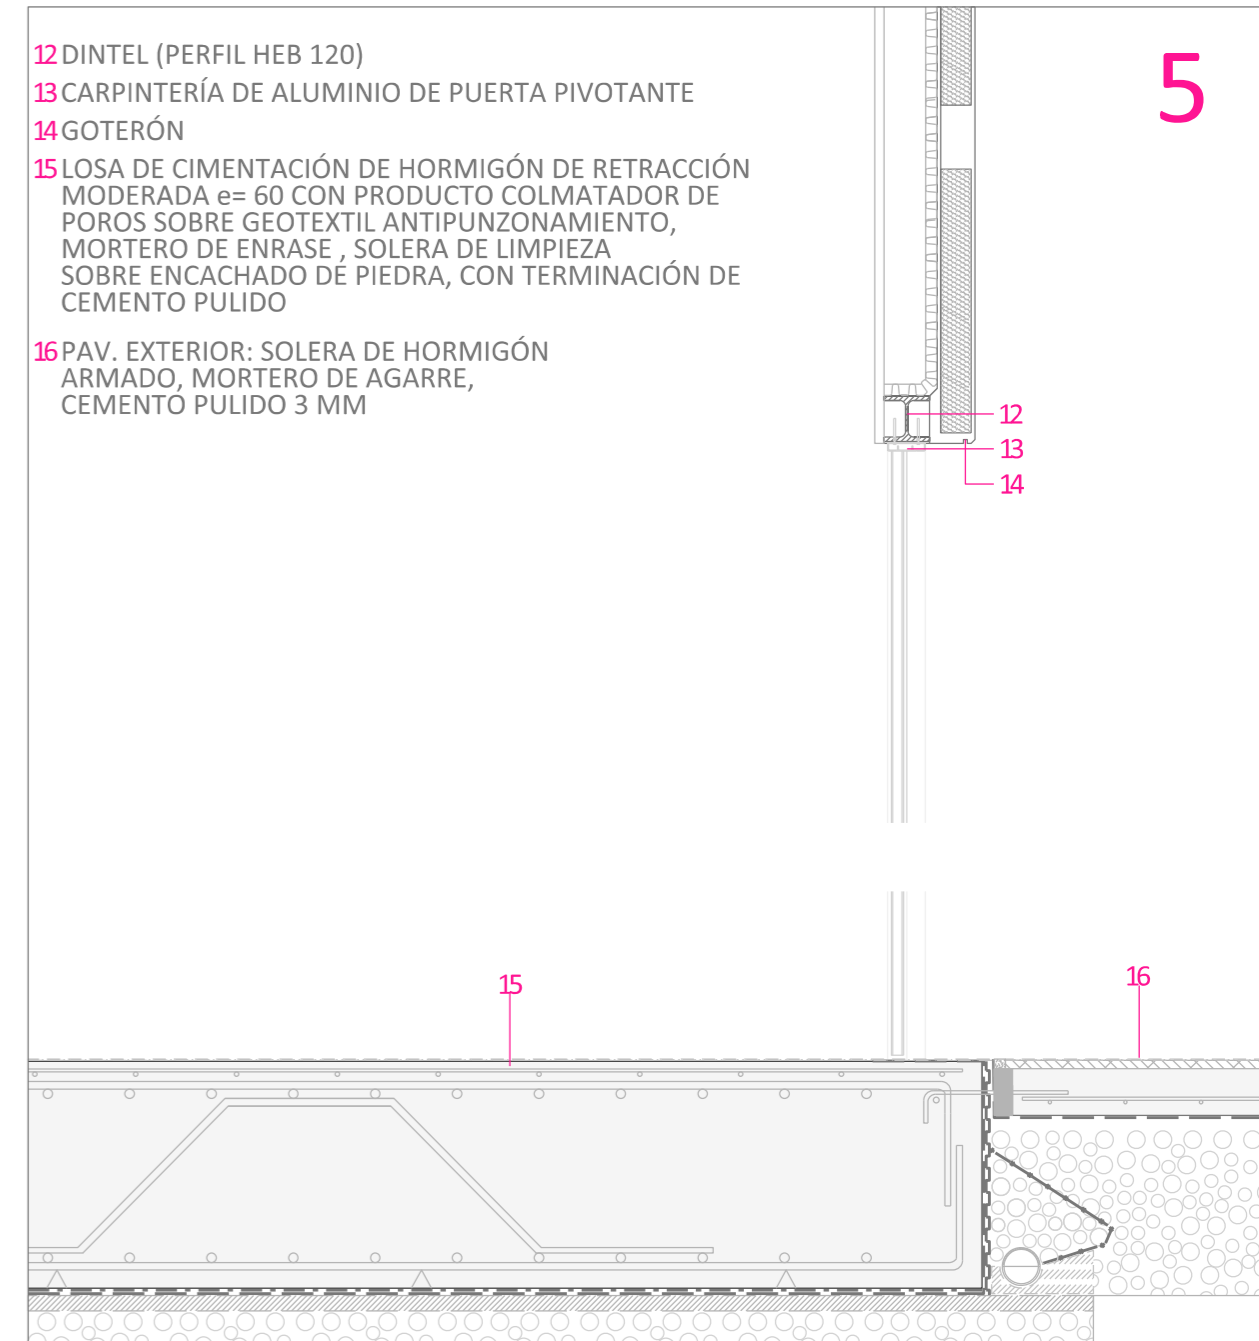 12 DINTEL (PERFIL HEB 120)
13 CARPINTERÍA DE ALUMINIO DE PUERTA PIVOTANTE
14 GOTERÓN
15 LOSA DE CIMENTACIÓN DE HORMIGÓN DE RETRACCIÓN
MODERADA e= 60 CON PRODUCTO COLMATADOR DE
POROS SOBRE GEOTEXTIL ANTIPUNZONAMIENTO,
MORTERO DE ENRASE , SOLERA DE LIMPIEZA
SOBRE ENCACHADO DE PIEDRA, CON TERMINACIÓN DE
CEMENTO PULIDO
16 PAV. EXTERIOR: SOLERA DE HORMIGÓN
ARMADO, MORTERO DE AGARRE,
CEMENTO PULIDO 3 MM
5
12
13
14
15
16